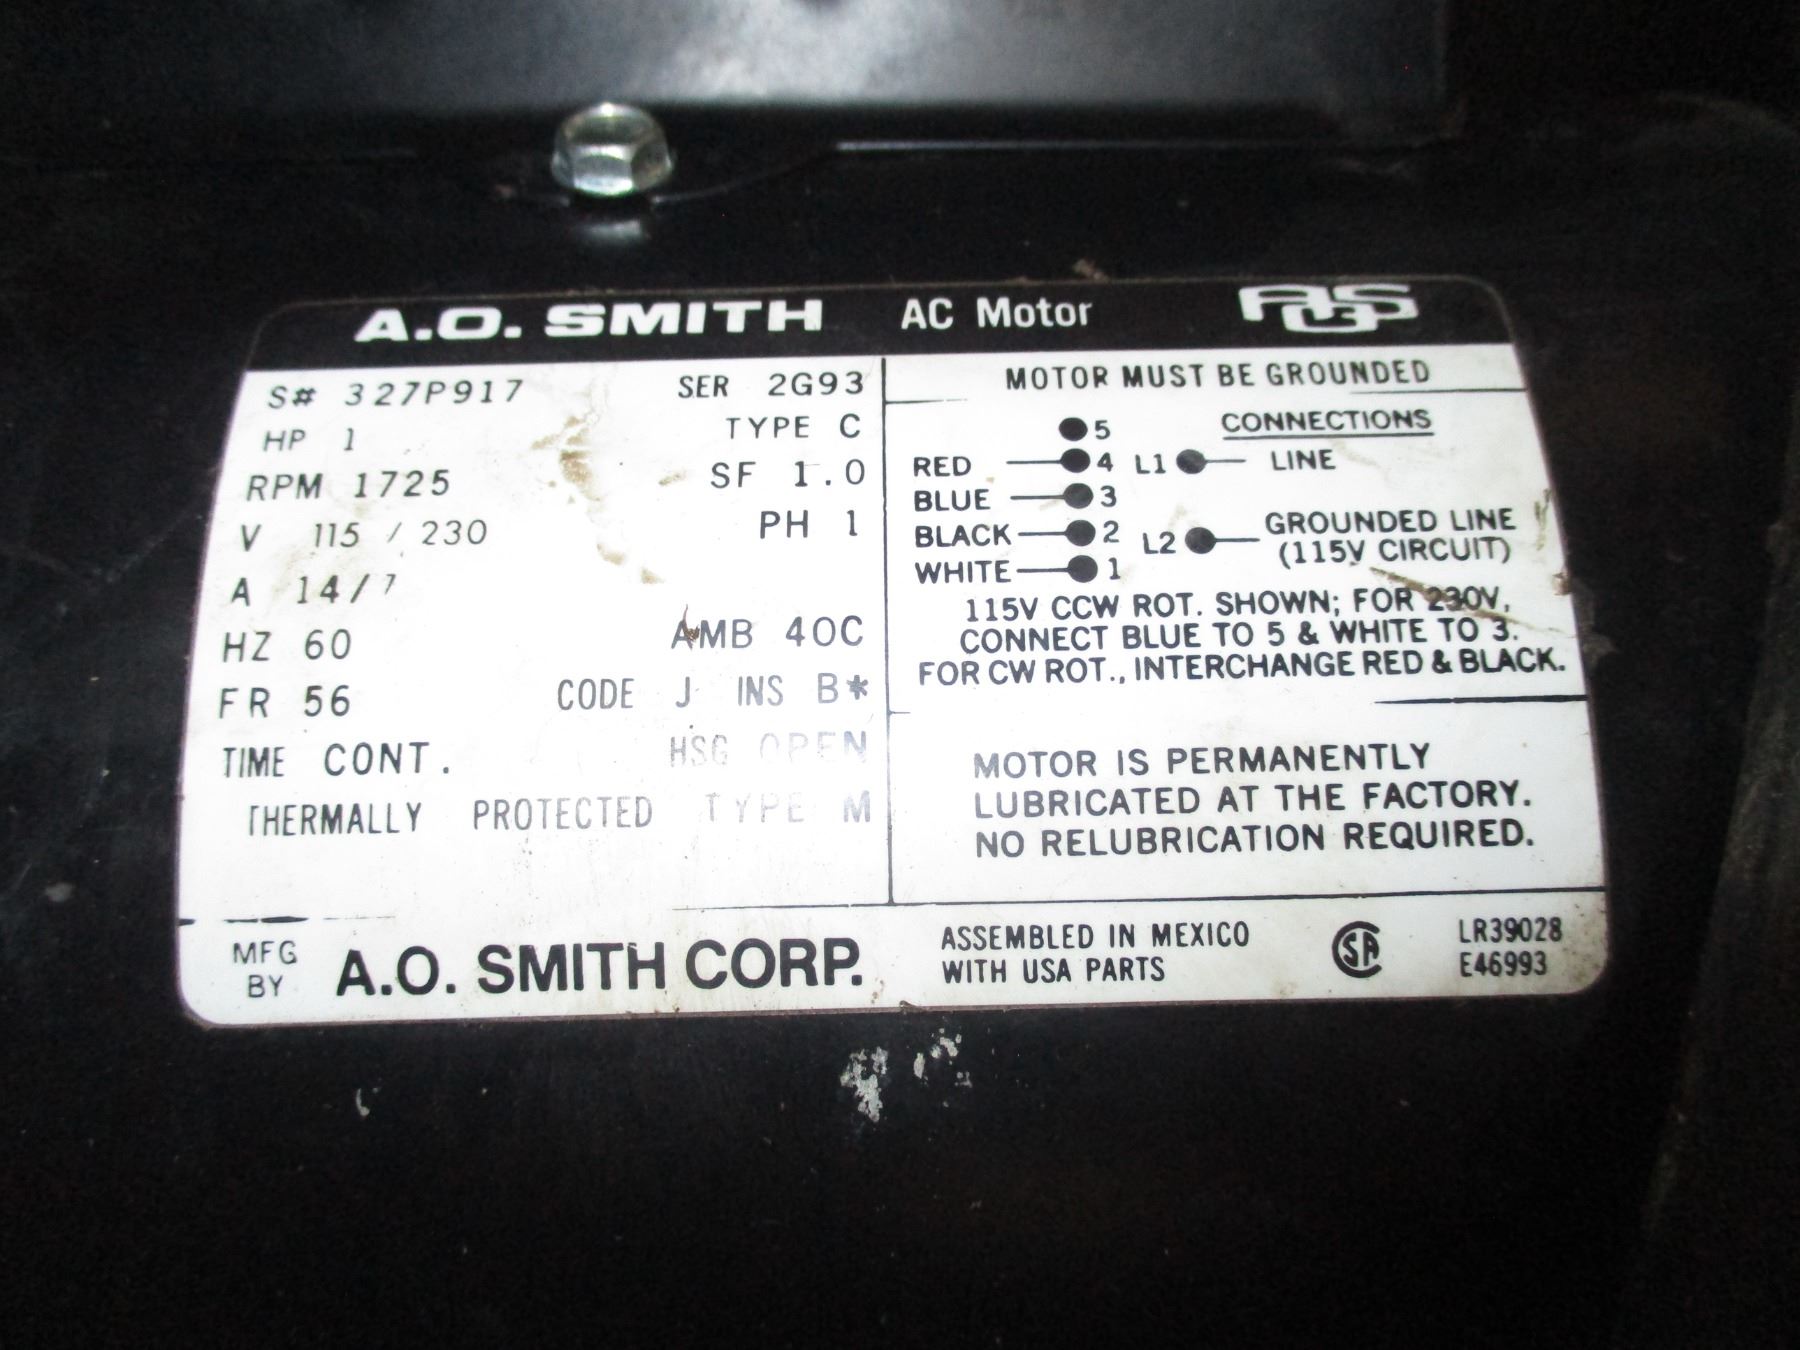 A.O. SMITH AC Motor AOS
S# 327P917 SER 2G93
HP 1 TYPE C
RPM 1725 SF 1.0
V 115 / 230 PH 1
A 14/7
HZ 60 AMB 40C
FR 56 CODE J INS B*
TIME CONT. HSG OPEN
THERMALLY PROTECTED TYPE M
MOTOR MUST BE GROUNDED
CONNECTIONS
5
RED 4 L1 LINE
BLUE 3
BLACK 2 L2 GROUNDED LINE
WHITE 1 (115V CIRCUIT)
115V CCW ROT. SHOWN; FOR 230V,
CONNECT BLUE TO 5 & WHITE TO 3.
FOR CW ROT., INTERCHANGE RED & BLACK.
MOTOR IS PERMANENTLY
LUBRICATED AT THE FACTORY.
NO RELUBRICATION REQUIRED.
MFG
BY A.O. SMITH CORP.
ASSEMBLED IN MEXICO
WITH USA PARTS
SA
LR39028
E46993